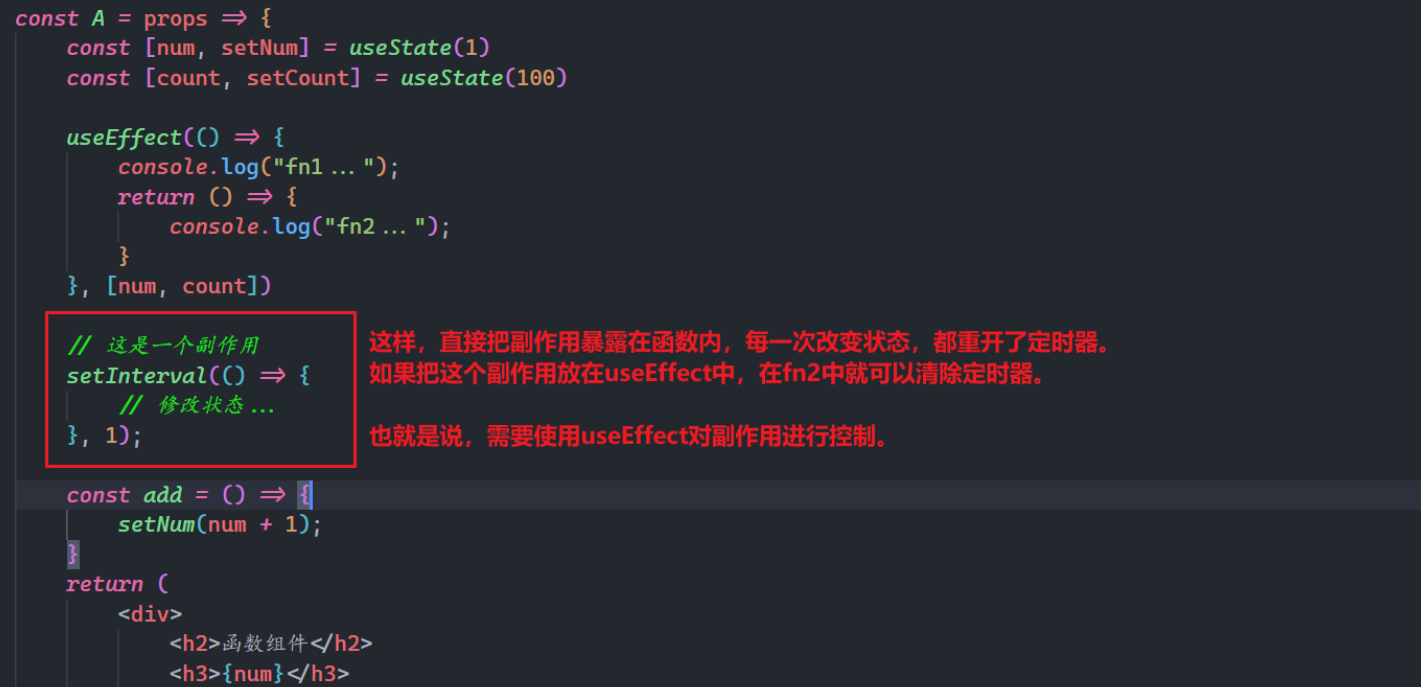 const A = props => {
const [num, setNum] = useState(1)
const [count, setCount] = useState(100)
useEffect(() => {
console.log("fn1...");
return () => {
console.log("fn2...");
}
}, [num, count])
// 这是一个副作用
setInterval(() => {
// 修改状态...
}, 1);
这样，直接把副作用暴露在函数内，每一次改变状态，都重开了定时器。
如果把这个副作用放在useEffect中，在fn2中就可以清除定时器。
也就是说，需要使用useEffect对副作用进行控制。
const add = () => {
setNum(num + 1);
}
return (
<div>
<h2>函数组件</h2>
<h3>{num}</h3>